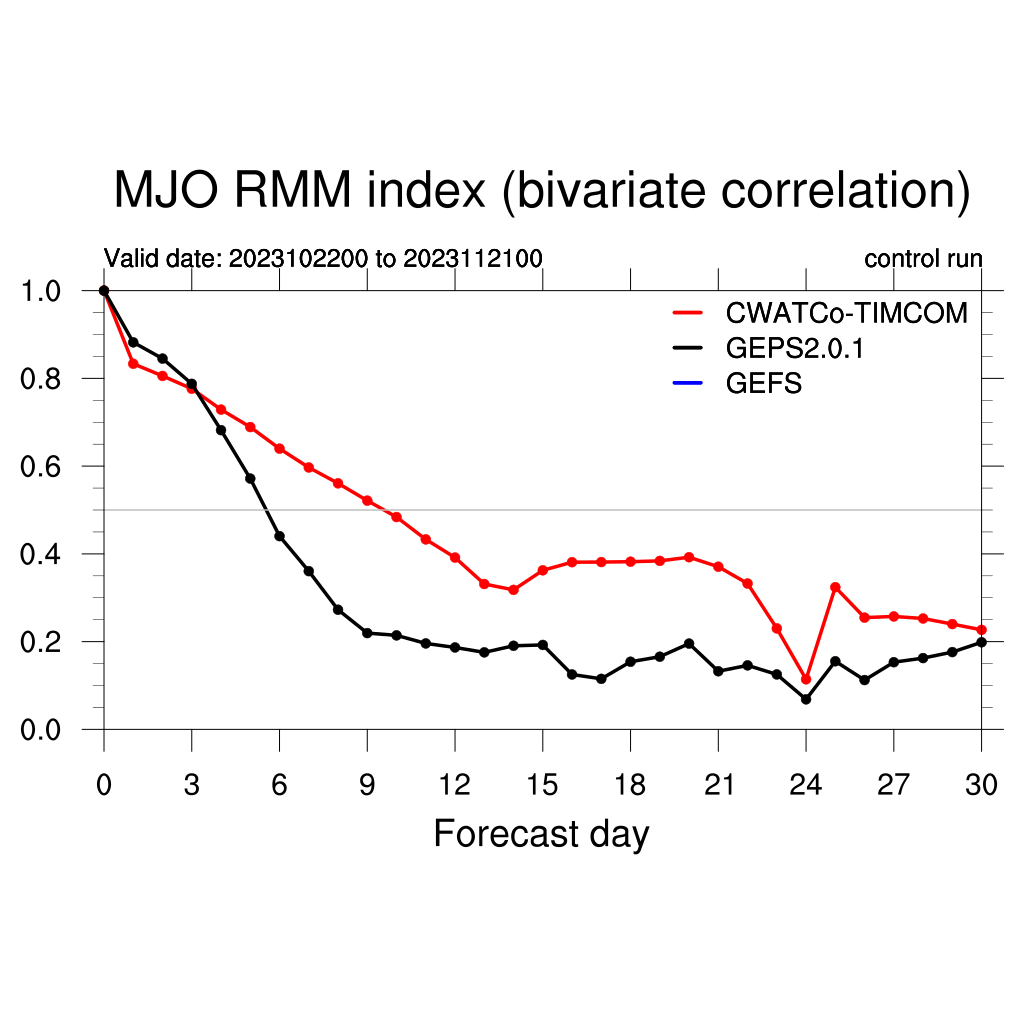 MJO RMM index (bivariate correlation)
Valid date: 2023102200 to 2023112100 control run
1.0
CWATCo-TIMCOM
GEPS2.0.1
GEFS
0.8
0.6
0.4
0.2
0.0
0 3 6 9 12 15 18 21 24 27 30
Forecast day